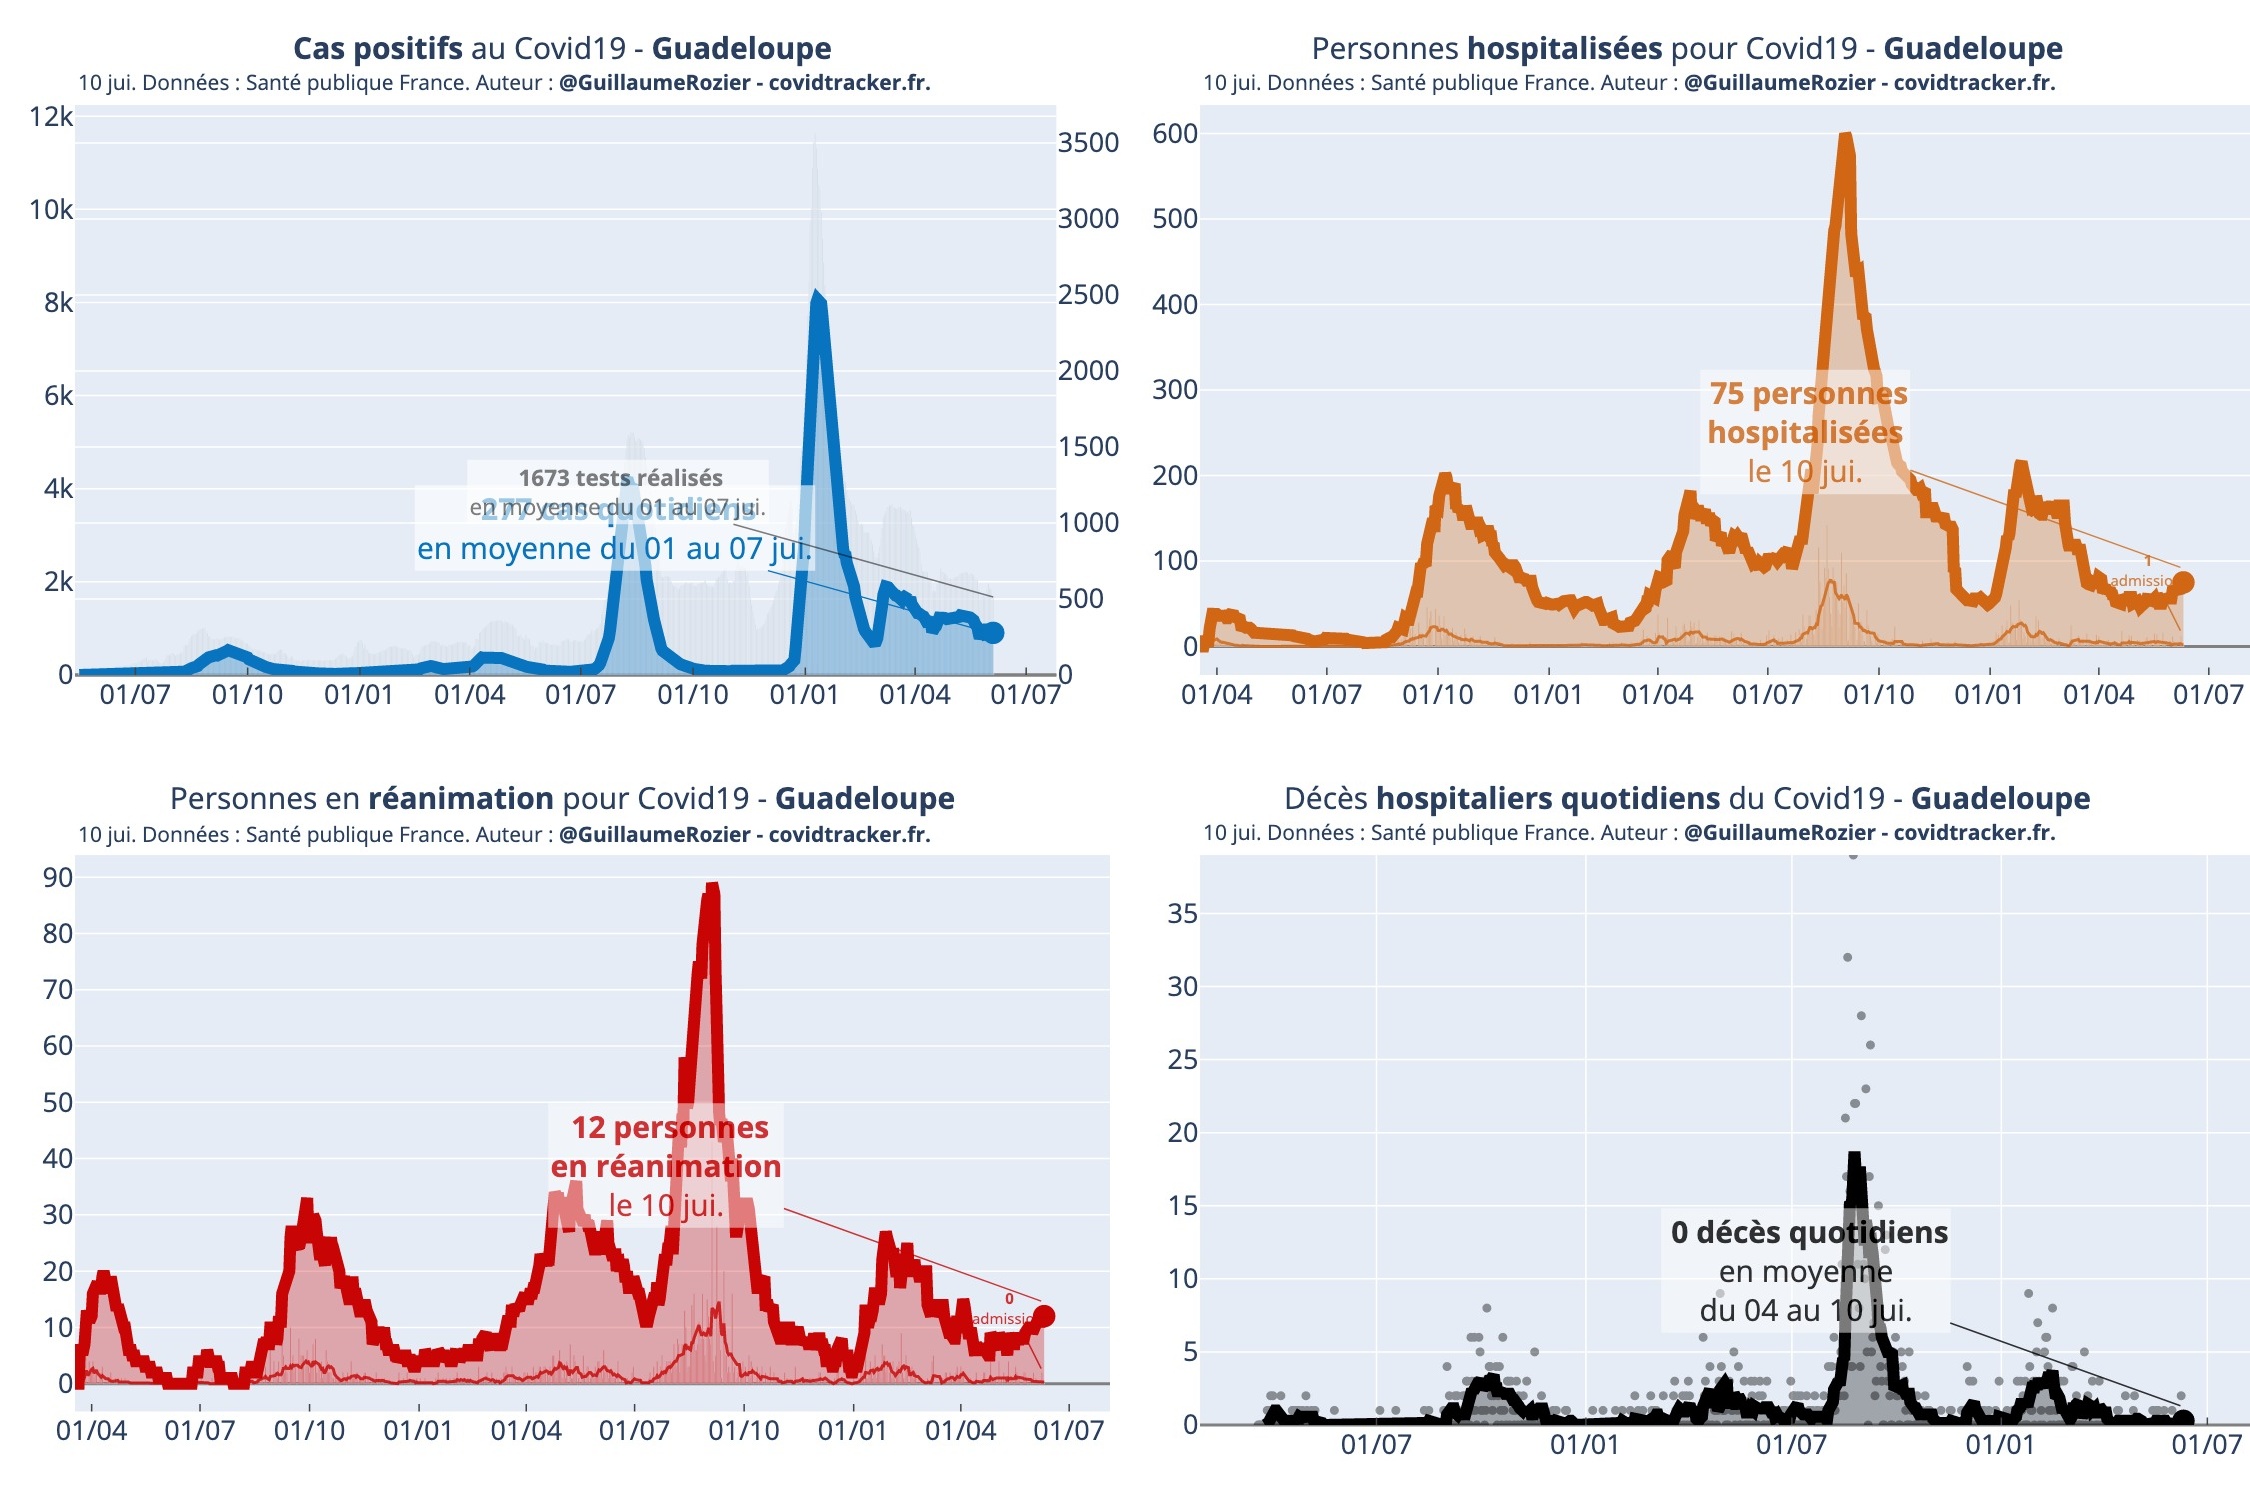 Cas positifs au Covid19 - Guadeloupe
10 jui. Données : Santé publique France. Auteur : @GuillaumeRozier - covidtracker.fr.
12k
10k
8k
6k
4k
2k
0
3500
3000
2500
2000
1500
1000
500
0
1673 tests réalisés
en moyenne du 01 au 07 jui.
277 cas quotidiens
en moyenne du 01 au 07 jui.
01/07 01/10 01/01 01/04 01/07 01/10 01/01 01/04 01/07
Personnes hospitalisées pour Covid19 - Guadeloupe
10 jui. Données : Santé publique France. Auteur : @GuillaumeRozier - covidtracker.fr.
600
500
400
300
200
100
0
75 personnes
hospitalisées
le 10 jui.
1
admissio
01/04 01/07 01/10 01/01 01/04 01/07 01/10 01/01 01/04 01/07
Personnes en réanimation pour Covid19 - Guadeloupe
10 jui. Données : Santé publique France. Auteur : @GuillaumeRozier - covidtracker.fr.
90
80
70
60
50
40
30
20
10
0
12 personnes
en réanimation
le 10 jui.
0
admissio
01/04 01/07 01/10 01/01 01/04 01/07 01/10 01/01 01/04 01/07
Décès hospitaliers quotidiens du Covid19 - Guadeloupe
10 jui. Données : Santé publique France. Auteur : @GuillaumeRozier - covidtracker.fr.
35
30
25
20
15
10
5
0
0 décès quotidiens
en moyenne
du 04 au 10 jui.
01/07 01/01 01/07 01/01 01/07